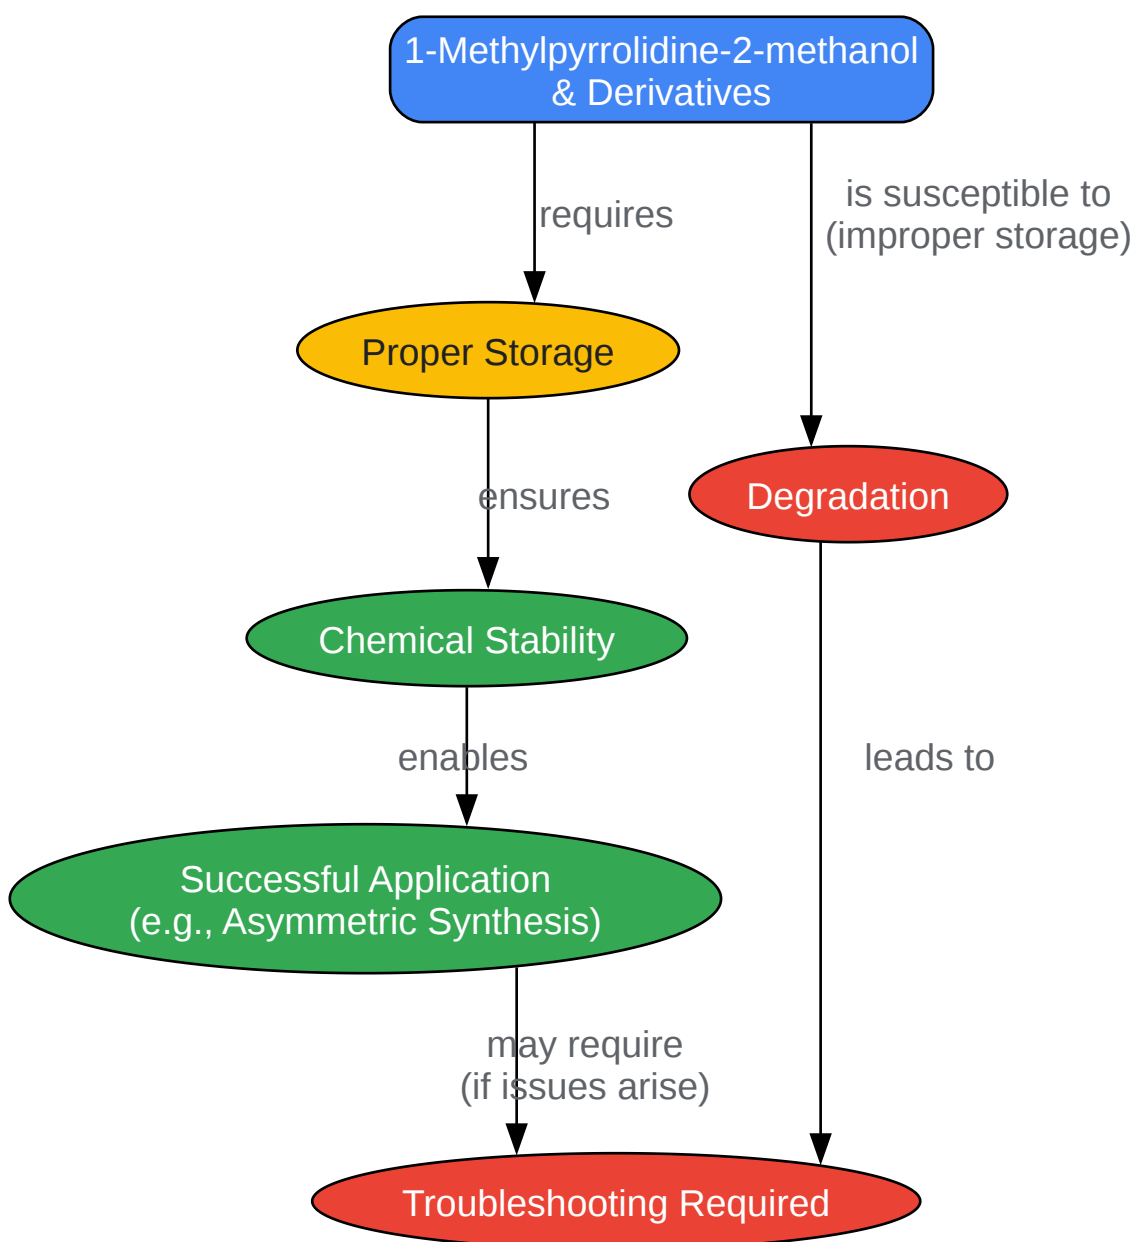 1-Methylpyrrolidine-2-methanol
& Derivatives
requires
is susceptible to
(improper storage)
Proper Storage
ensures
Degradation
Chemical Stability
enables
leads to
Successful Application
(e.g., Asymmetric Synthesis)
may require
(if issues arise)
Troubleshooting Required